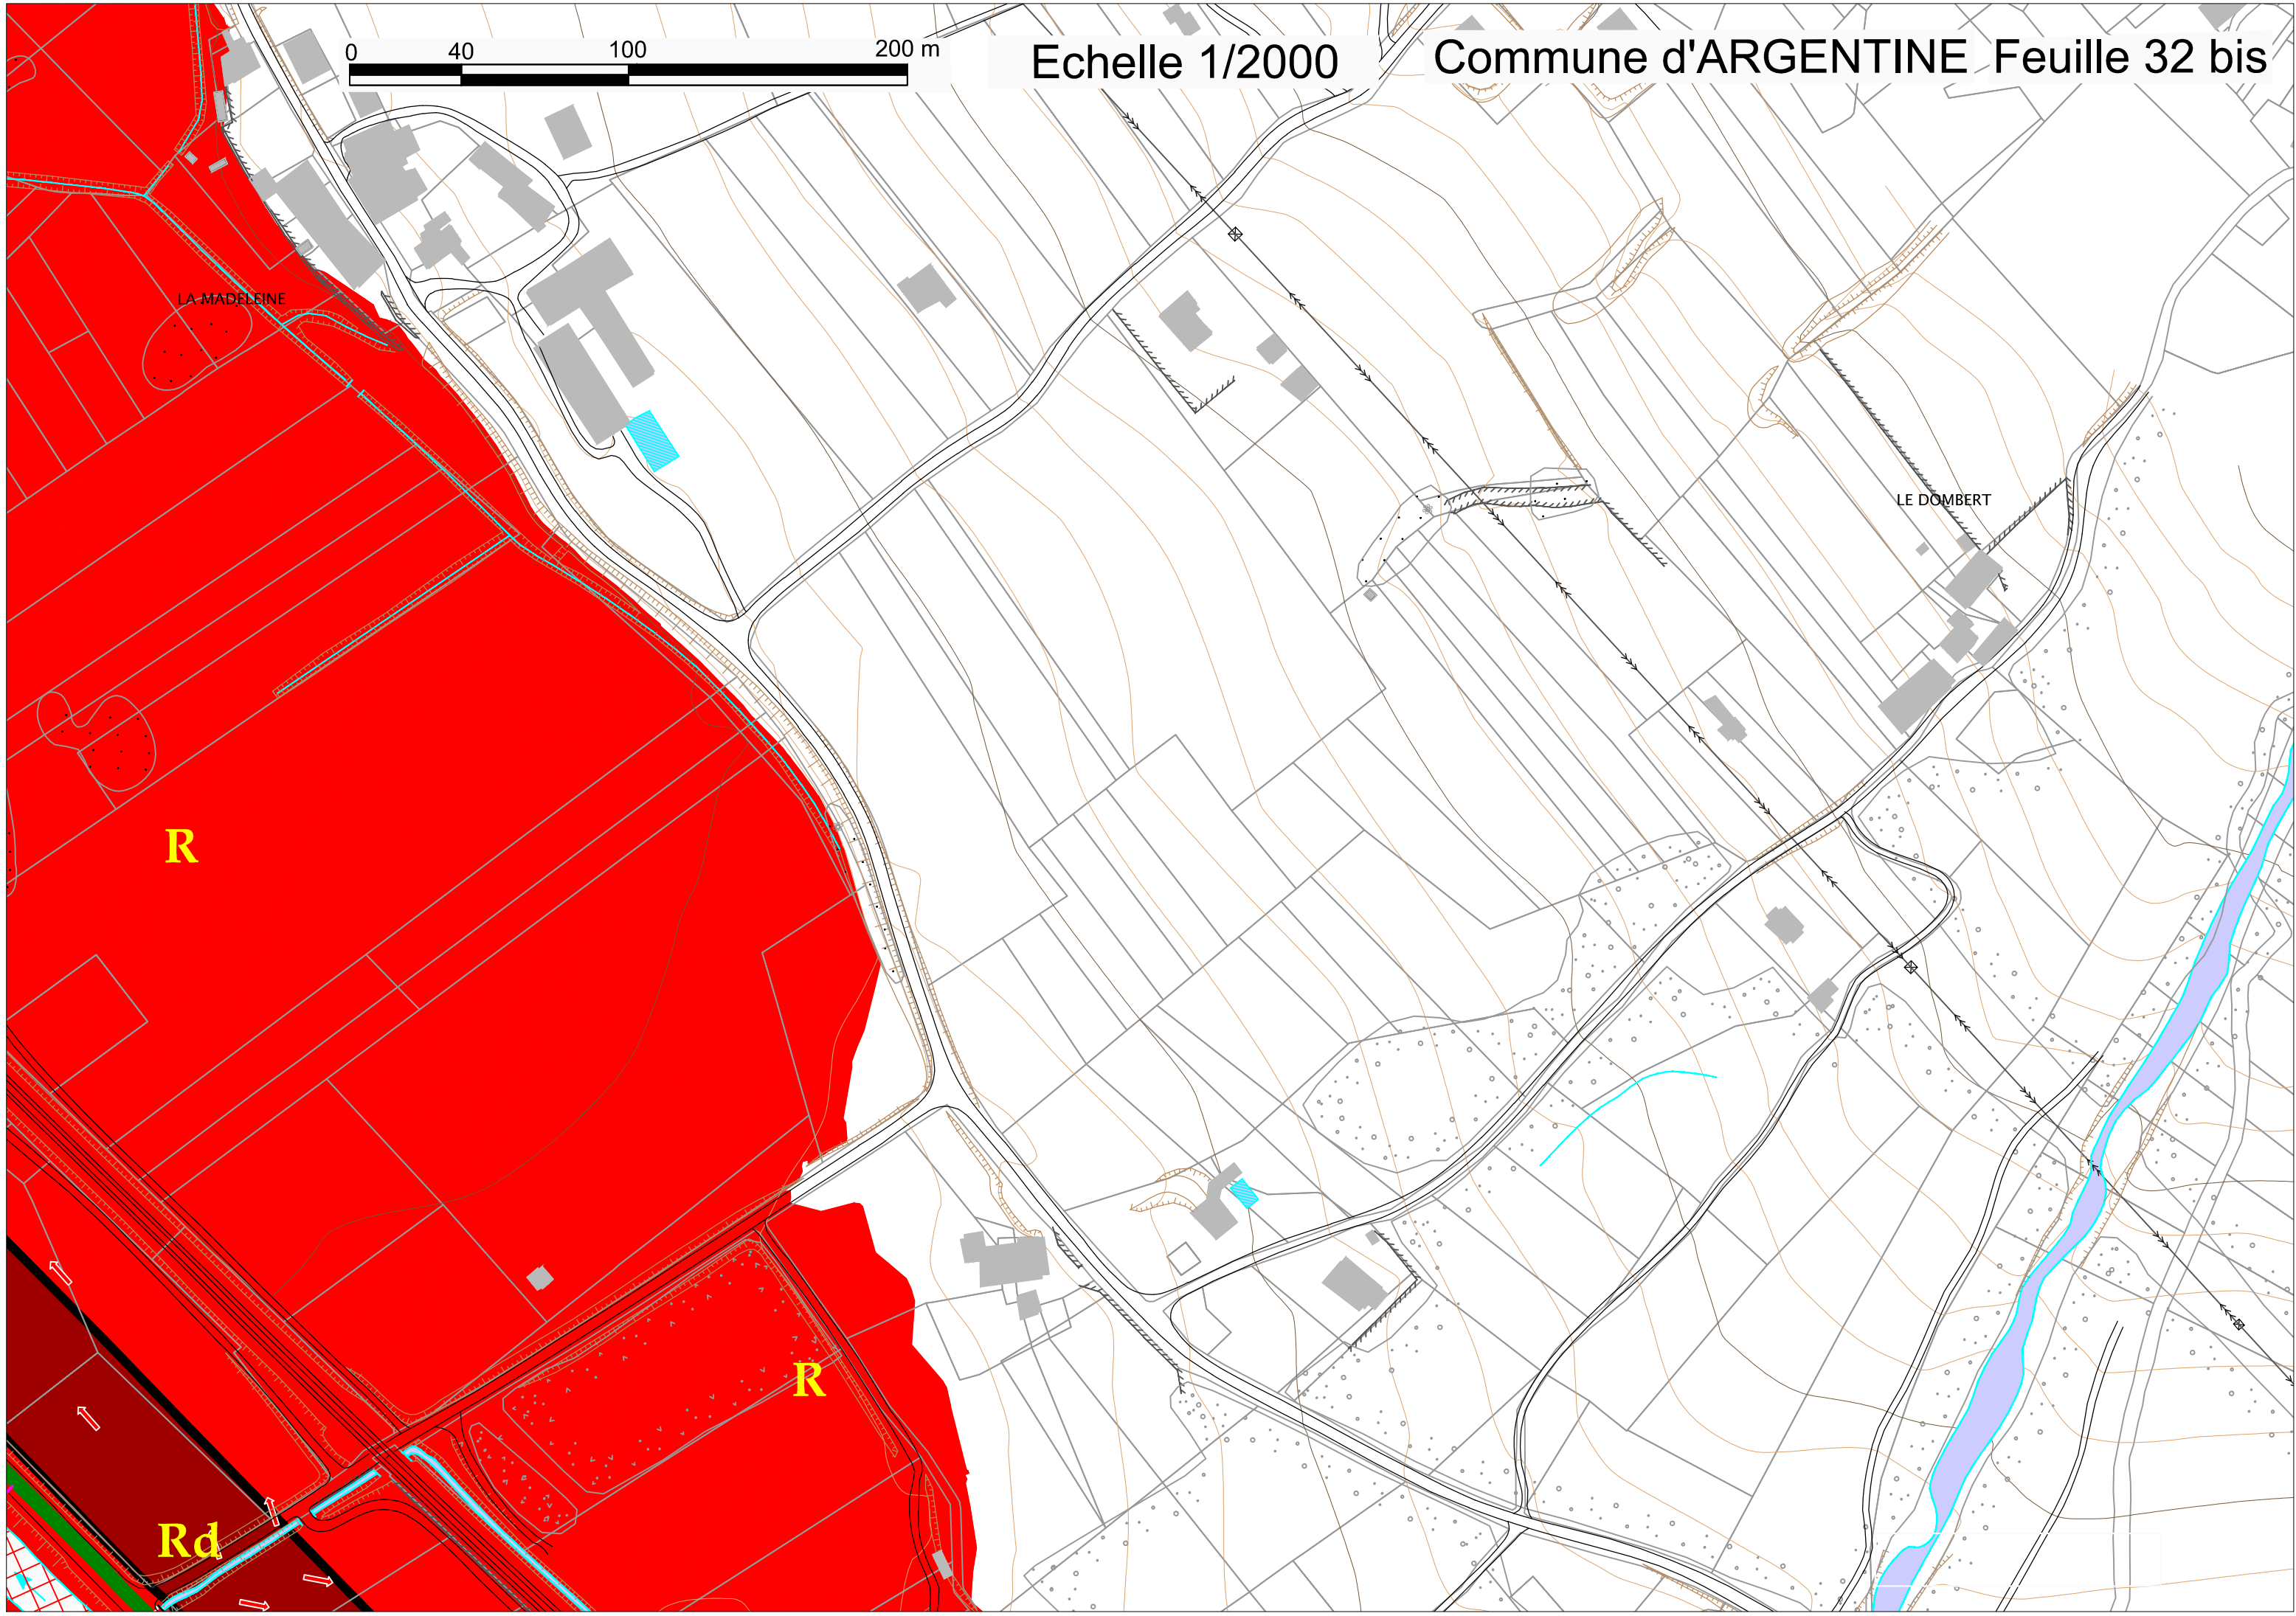 0 40 100 200 m
Echelle 1/2000
Commune d'ARGENTINE Feuille 32 bis
LA MADELEINE
LE DOMBERT
R
R
Rd